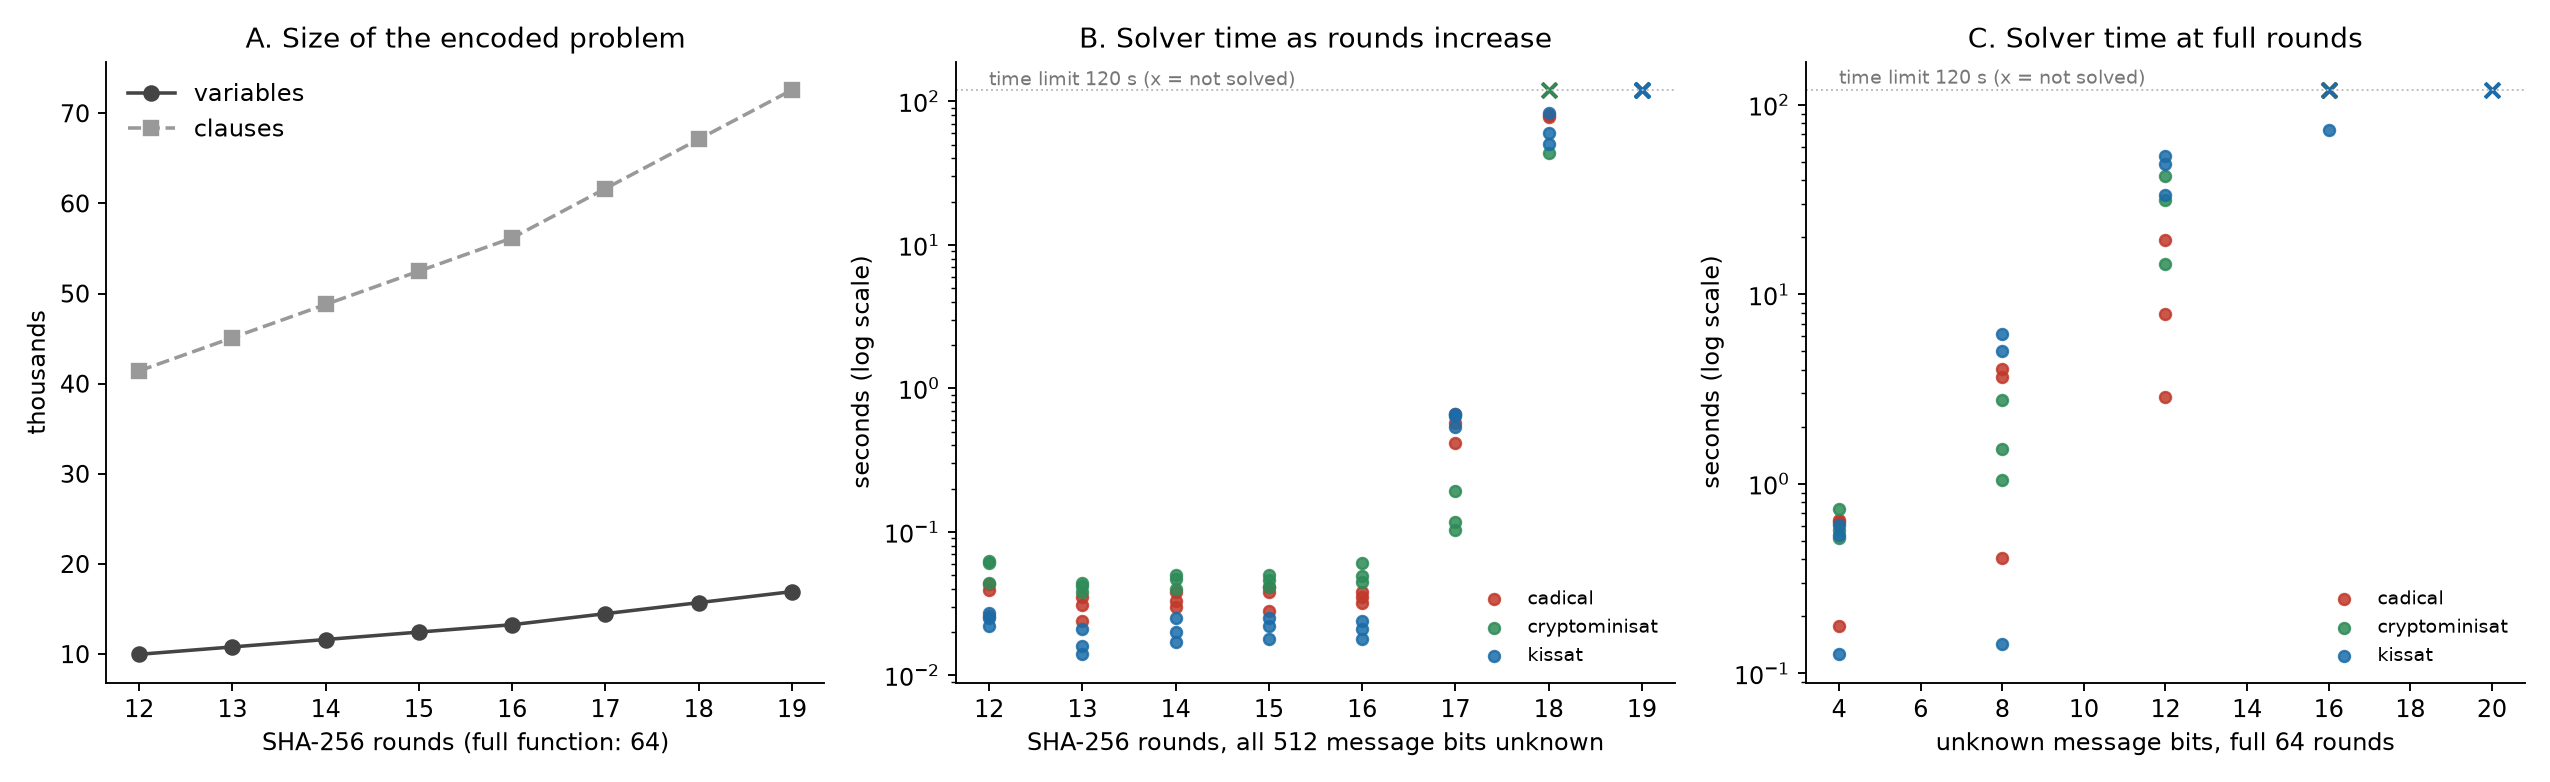 A. Size of the encoded problem
variables
clauses
thousands
70
60
50
40
30
20
10
12 13 14 15 16 17 18 19
SHA-256 rounds (full function: 64)
B. Solver time as rounds increase
time limit 120 s (x = not solved)
seconds (log scale)
10²
10¹
10⁰
10⁻¹
10⁻²
cadical
cryptominisat
kissat
12 13 14 15 16 17 18 19
SHA-256 rounds, all 512 message bits unknown
C. Solver time at full rounds
time limit 120 s (x = not solved)
seconds (log scale)
10²
10¹
10⁰
10⁻¹
cadical
cryptominisat
kissat
4 6 8 10 12 14 16 18 20
unknown message bits, full 64 rounds